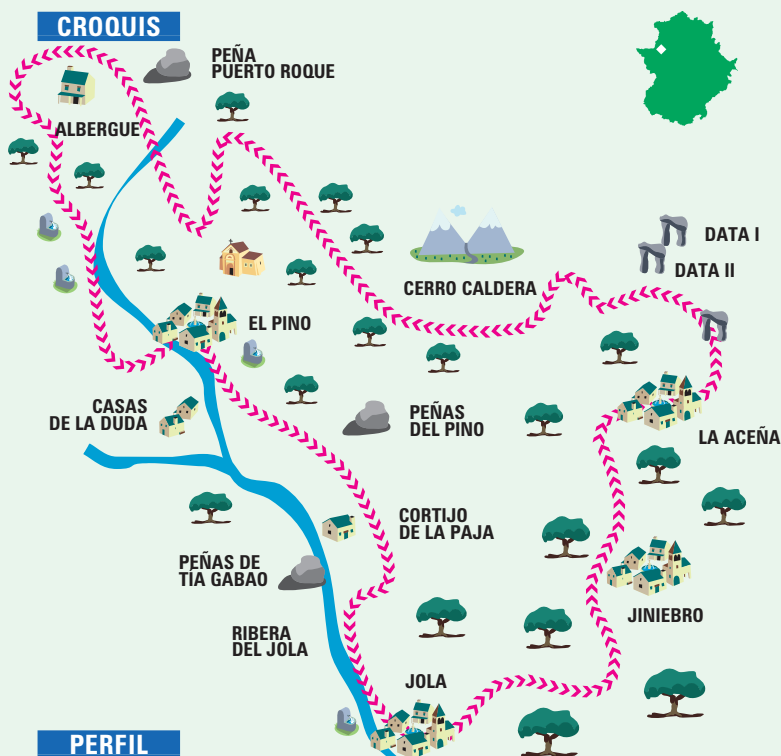 CROQUIS
PEÑA
PUERTO ROQUE
ALBERGUE
DATA I
DATA II
CERRO CALDERA
EL PINO
CASAS
DE LA DUDA
PEÑAS
DEL PINO
LA ACEÑA
CORTIJO
DE LA PAJA
PEÑAS DE
TÍA GABAO
JINIEBRO
RIBERA
DEL JOLA
JOLA
PERFIL